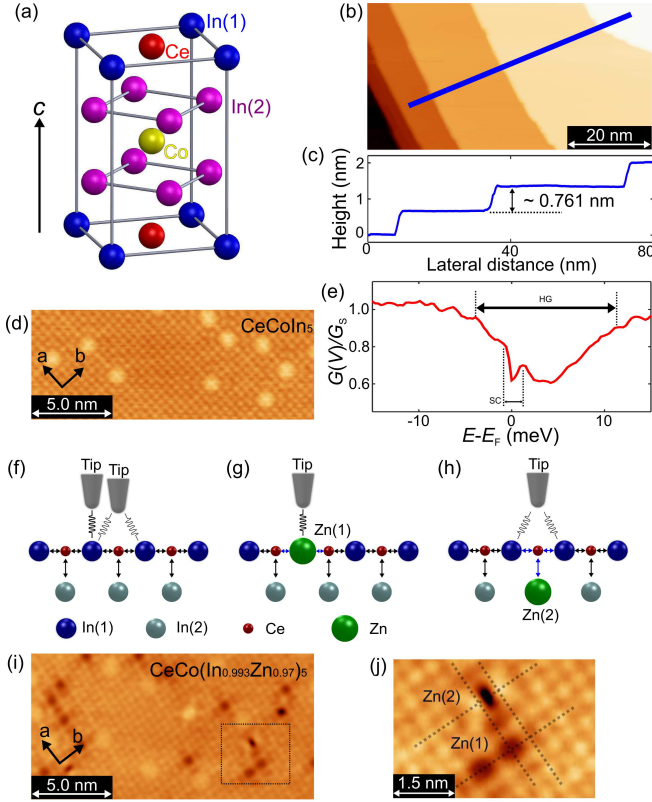 (a)
In(1)
Ce
In(2)
Co
c
(b)
20 nm
(c)
Height (nm)
2
1
0
~ 0.761 nm
0
40
80
Lateral distance (nm)
(d)
CeCoIn₅
a
b
5.0 nm
(e)
G(V)/Gₛ
1.0
0.8
0.6
HG
SC
-10
0
10
E-E_F (meV)
(f)
Tip
Tip
(g)
Tip
Zn(1)
(h)
Tip
Zn(2)
In(1)
In(2)
Ce
Zn
(i)
CeCo(In₀.₉₉₃Zn₀.₉₇)₅
a
b
5.0 nm
(j)
Zn(2)
Zn(1)
1.5 nm